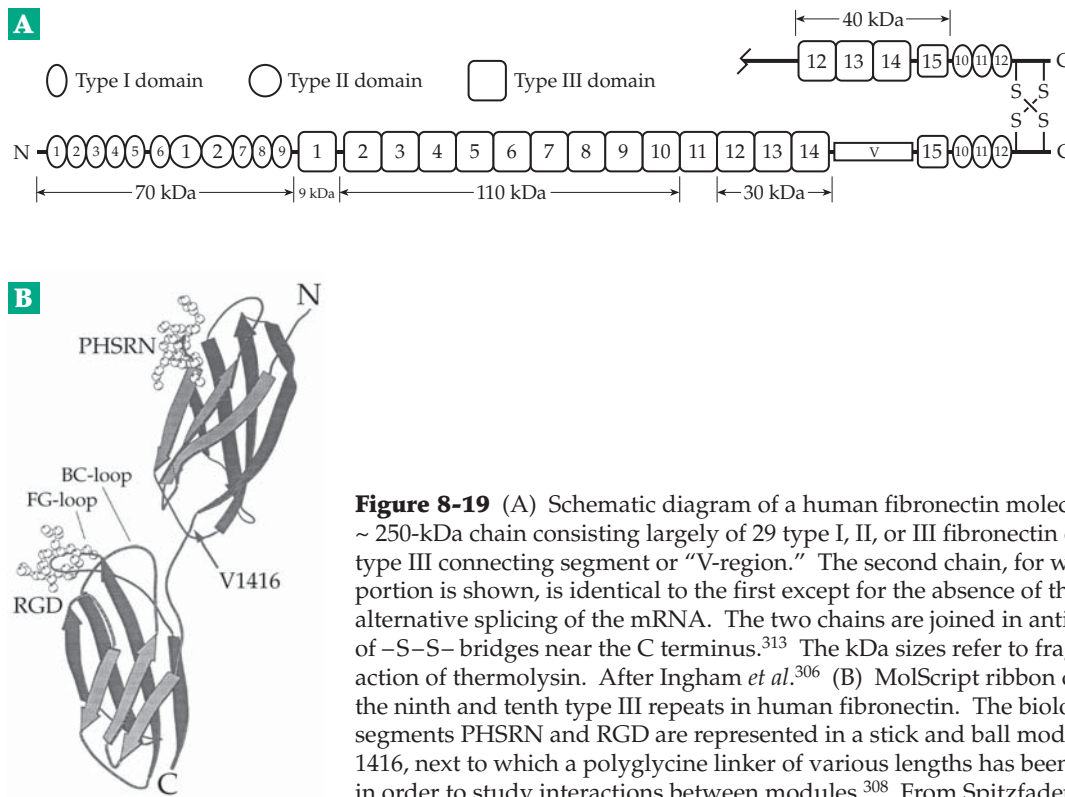 A
40 kDa
12 13 14 15 10 11 12
Type I domain Type II domain Type III domain
S S
S S
N 1 2 3 4 5 6 1 2 7 8 9 1 2 3 4 5 6 7 8 9 10 11 12 13 14 V 15 10 11 12
70 kDa 9 kDa 110 kDa 30 kDa
B
N
PHSRN
BC-loop
FG-loop
V1416
RGD
C
Figure 8-19 (A) Schematic diagram of a human fibronectin
~ 250-kDa chain consisting largely of 29 type I, II, or III fibronectin
type III connecting segment or “V-region.” The second chain, for
portion is shown, is identical to the first except for the absence of
alternative splicing of the mRNA. The two chains are joined in
of –S–S– bridges near the C terminus.313 The kDa sizes refer to
action of thermolysin. After Ingham et al.306 (B) MolScript ribbon
the ninth and tenth type III repeats in human fibronectin. The
segments PHSRN and RGD are represented in a stick and ball
1416, next to which a polyglycine linker of various lengths has been
in order to study interactions between modules.308 From